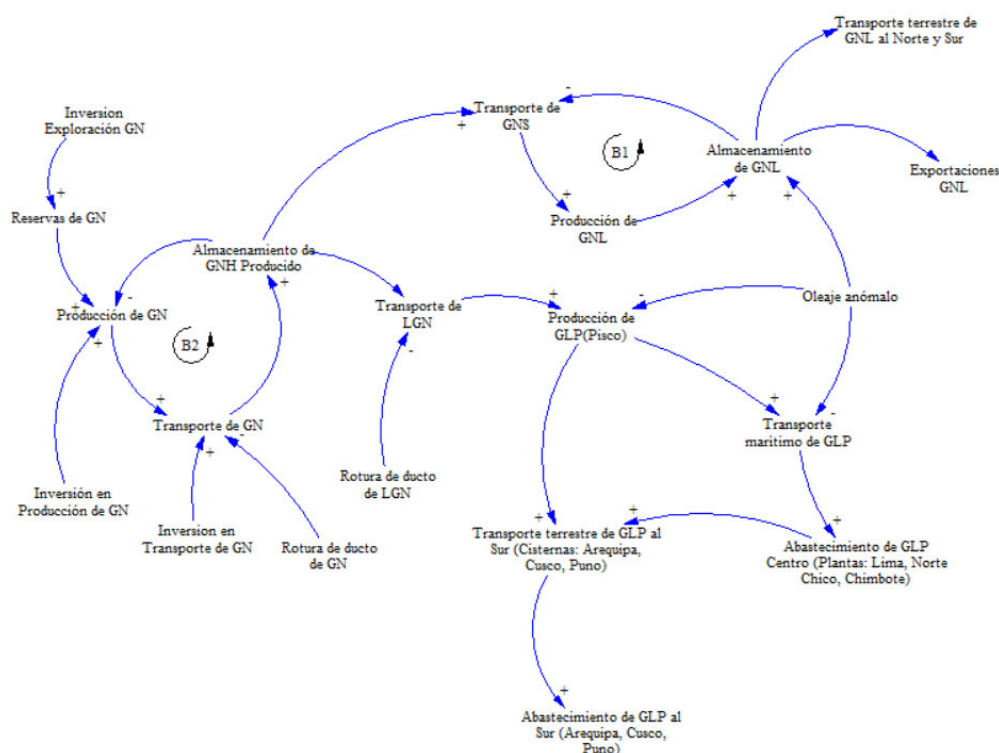 Transporte terrestre de
GNL al Norte y Sur
Inversion
Exploración GN
-
Transporte de
GNS
+
-
B1
Almacenamiento
de GNL
Exportaciones
GNL
+
Reservas de GN
+
+
+
Producción de
GNL
Almacenamiento de
GNH Producido
+
-
+
Producción de GN
+
Transporte de
LGN
-
+
-
Producción de
GLP(Pisco)
Oleaje anómalo
B2
+
Transporte de GN
+
-
+
-
Transporte
marítimo de GLP
Inversión en
Producción de GN
Inversion en
Transporte de GN
Rotura de ducto
de GN
Rotura de ducto
de LGN
+
+
+
Transporte terrestre de GLP al
Sur (Cisternas: Arequipa,
Cusco, Puno)
Abastecimiento de GLP
Centro (Plantas: Lima, Norte
Chico, Chimbote)
+
Abastecimiento de GLP al
Sur (Arequipa, Cusco,
Puno)